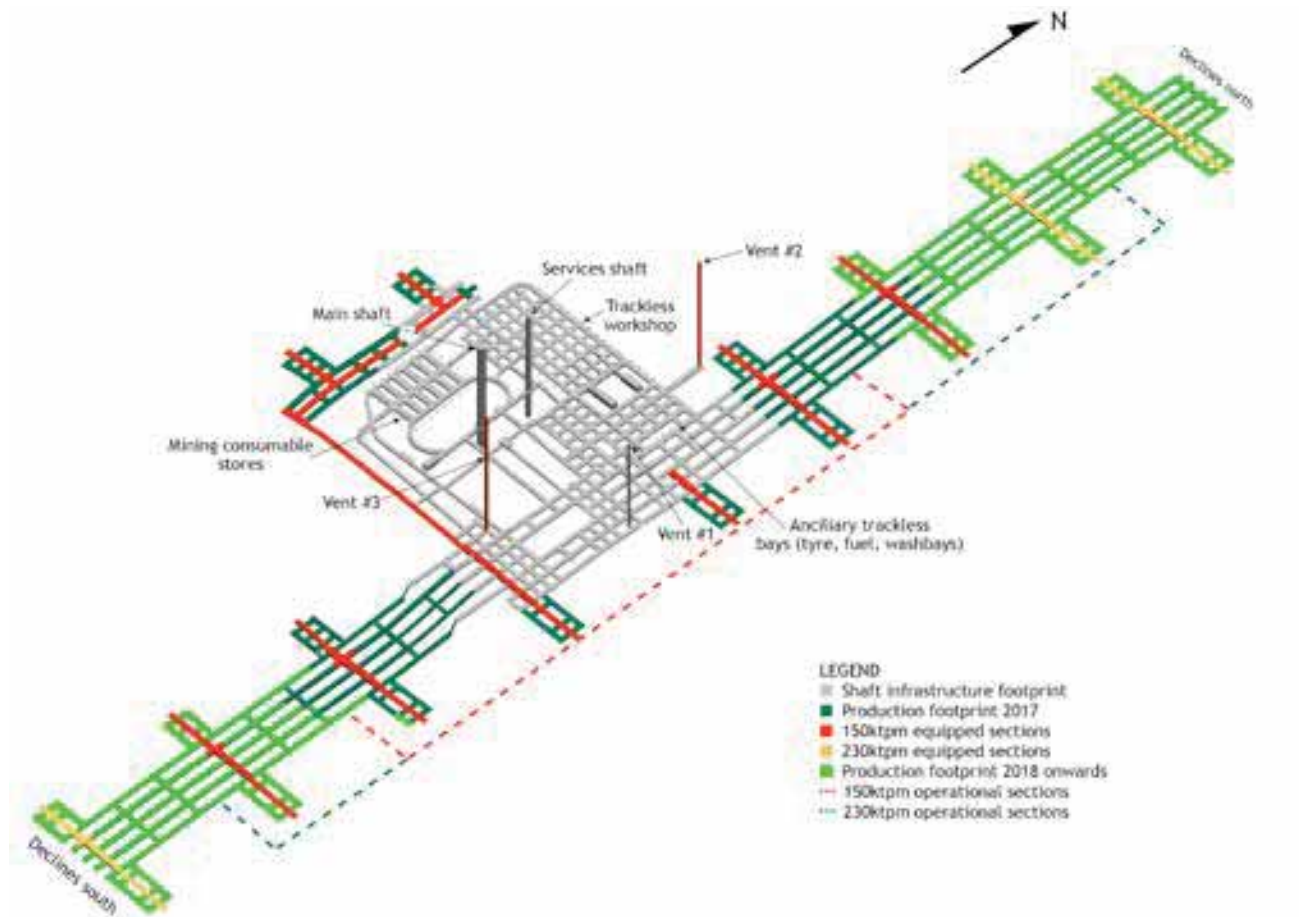 N
Declines north
Vent #2
Services shaft
Main shaft
Trackless
workshop
Mining consumable
stores
Vent #3
Vent #1
Ancillary trackless
bays (tyre, fuel, washbays)
LEGEND
Shaft infrastructure footprint
Production footprint 2017
150ktpm equipped sections
230ktpm equipped sections
Production footprint 2018 onwards
150ktpm operational sections
230ktpm operational sections
Declines south